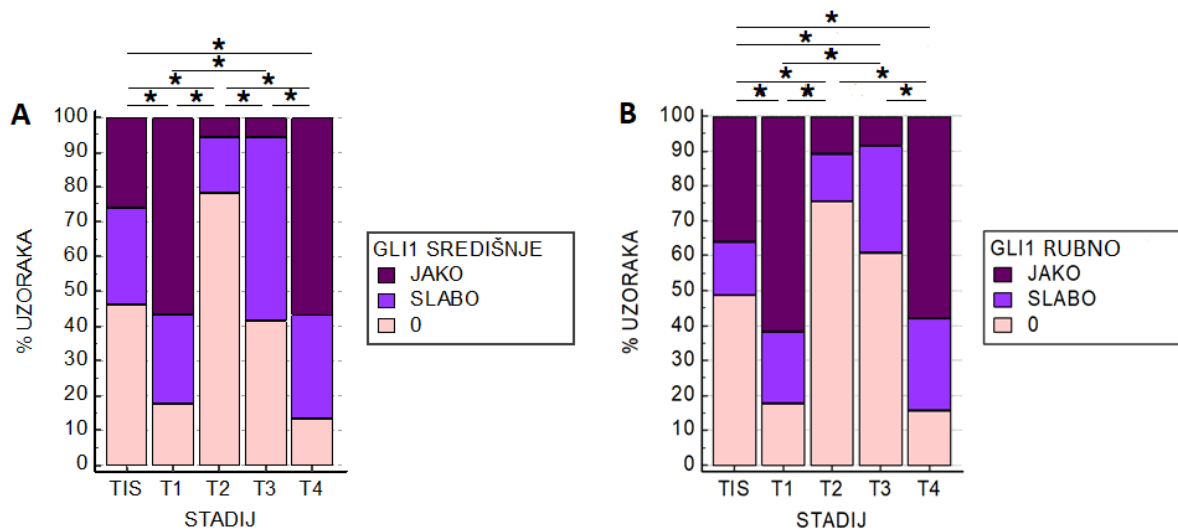 * 
* 
* * 
* * * *
A
100
90
80
70
60
50
40
30
20
10
0
% UZORAKA
TIS T1 T2 T3 T4
STADIJ
GLI1 SREDIŠNJE
JAKO
SLABO
0
*
*
*
* *
* * *
B
100
90
80
70
60
50
40
30
20
10
0
% UZORAKA
TIS T1 T2 T3 T4
STADIJ
GLI1 RUBNO
JAKO
SLABO
0